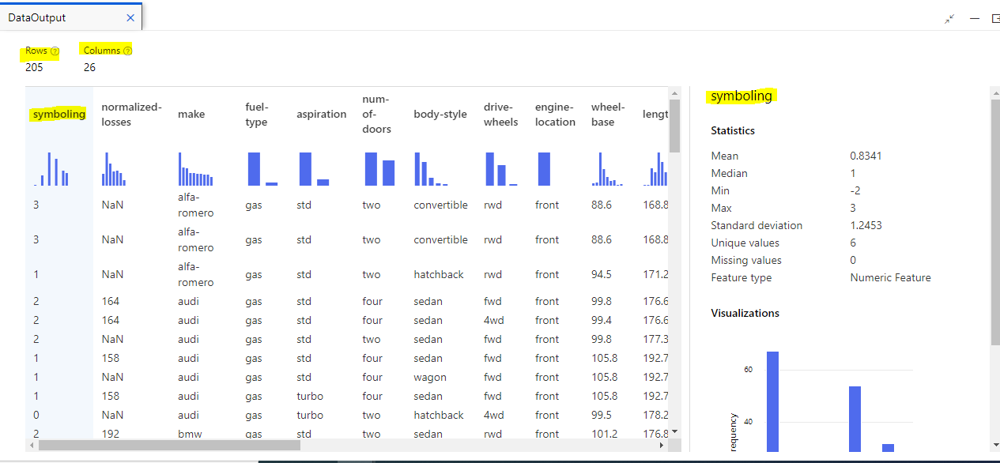 DataOutput
Rows
Columns
205
26
symboling normalized-losses make fuel-type aspiration num-of-doors body-style drive-wheels engine-location wheel-base
3 NaN alfa-romero gas std two convertible rwd front 88.6 168.8
3 NaN alfa-romero gas std two convertible rwd front 88.6 168.8
1 NaN alfa-romero gas std two hatchback rwd front 94.5 171.2
2 164 audi gas std four sedan fwd front 99.8 176.6
2 164 audi gas std four sedan 4wd front 99.4 176.6
2 NaN audi gas std two sedan fwd front 99.8 177.3
1 158 audi gas std four sedan fwd front 105.8 192.7
1 NaN audi gas std four wagon fwd front 105.8 192.7
1 158 audi gas turbo four sedan fwd front 105.8 192.7
0 NaN audi gas turbo two hatchback 4wd front 99.5 178.2
2 192 bmw gas std two sedan rwd front 101.2 176.8
symboling
Statistics
Mean 0.8341
Median 1
Min -2
Max 3
Standard deviation 1.2453
Unique values 6
Missing values 0
Feature type Numeric Feature
Visualizations
60
40